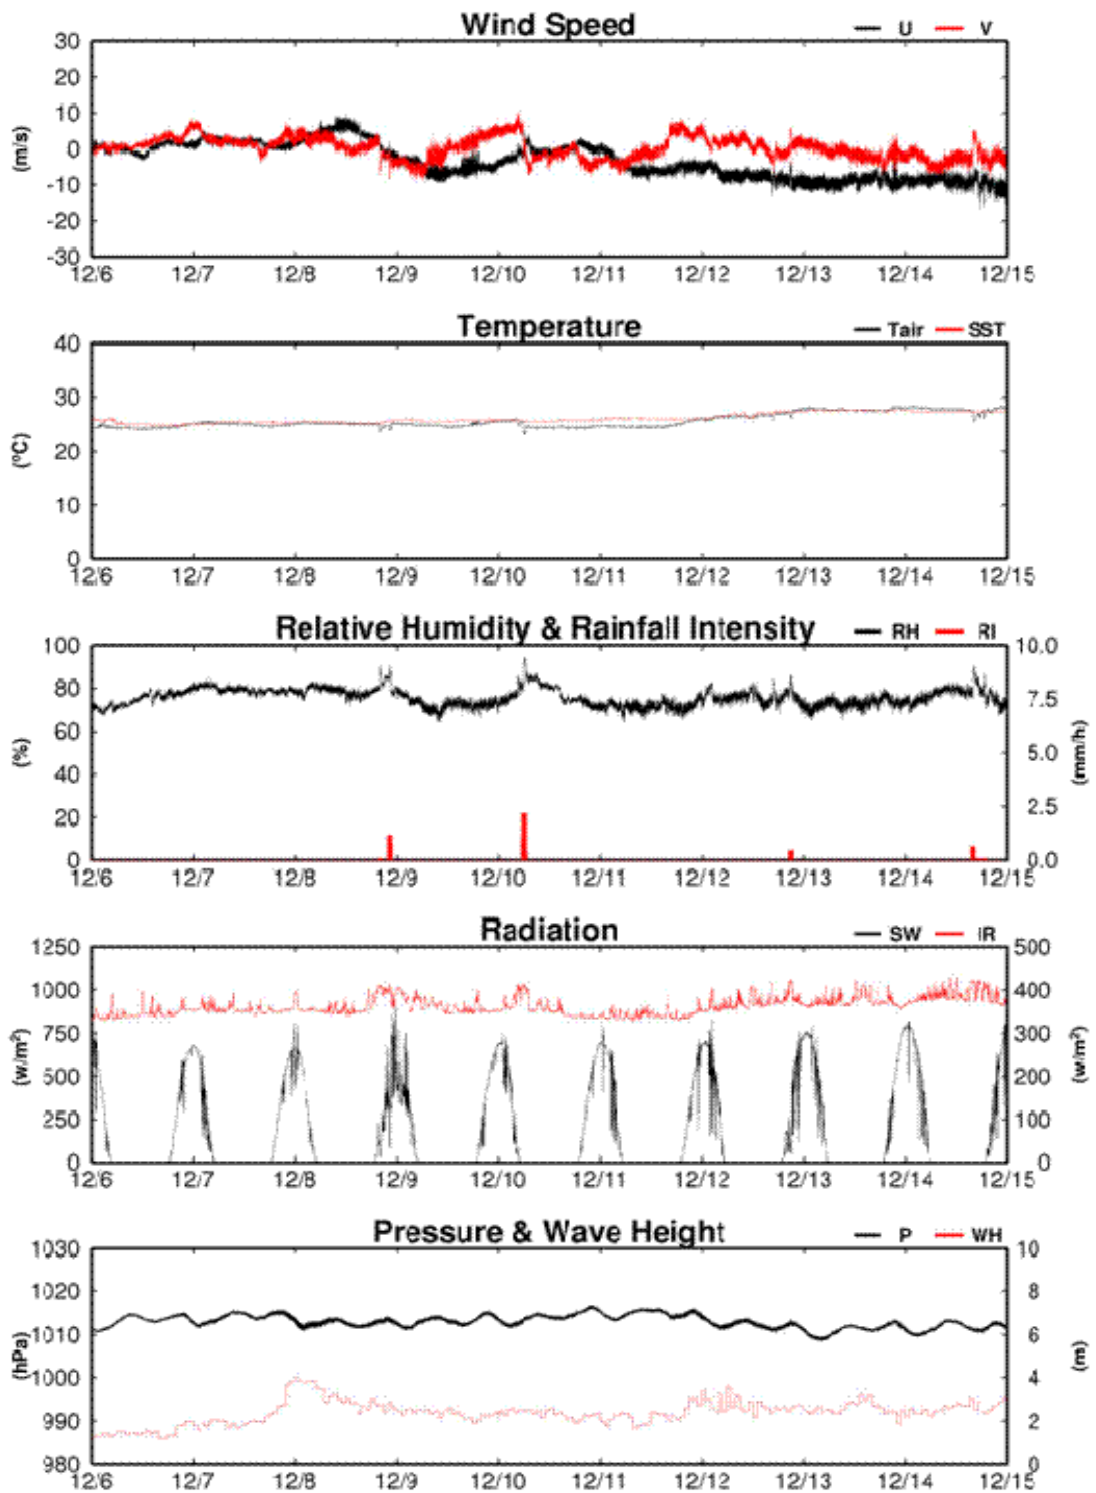 Wind Speed
U V
30
20
10
0
-10
-20
-30
(m/s)
12/6 12/7 12/8 12/9 12/10 12/11 12/12 12/13 12/14 12/15
Temperature
Tair SST
40
30
20
10
0
(°C)
12/6 12/7 12/8 12/9 12/10 12/11 12/12 12/13 12/14 12/15
Relative Humidity & Rainfall Intensity
RH RI
100 10.0
80 7.5
60 5.0
40 2.5
20 0.0
0
(%) (mm/h)
12/6 12/7 12/8 12/9 12/10 12/11 12/12 12/13 12/14 12/15
Radiation
SW IR
1250 500
1000 400
750 300
500 200
250 100
0 0
(w/m²) (w/m²)
12/6 12/7 12/8 12/9 12/10 12/11 12/12 12/13 12/14 12/15
Pressure & Wave Height
P WH
1030 10
1020 8
1010 6
1000 4
990 2
980 0
(hPa) (m)
12/6 12/7 12/8 12/9 12/10 12/11 12/12 12/13 12/14 12/15